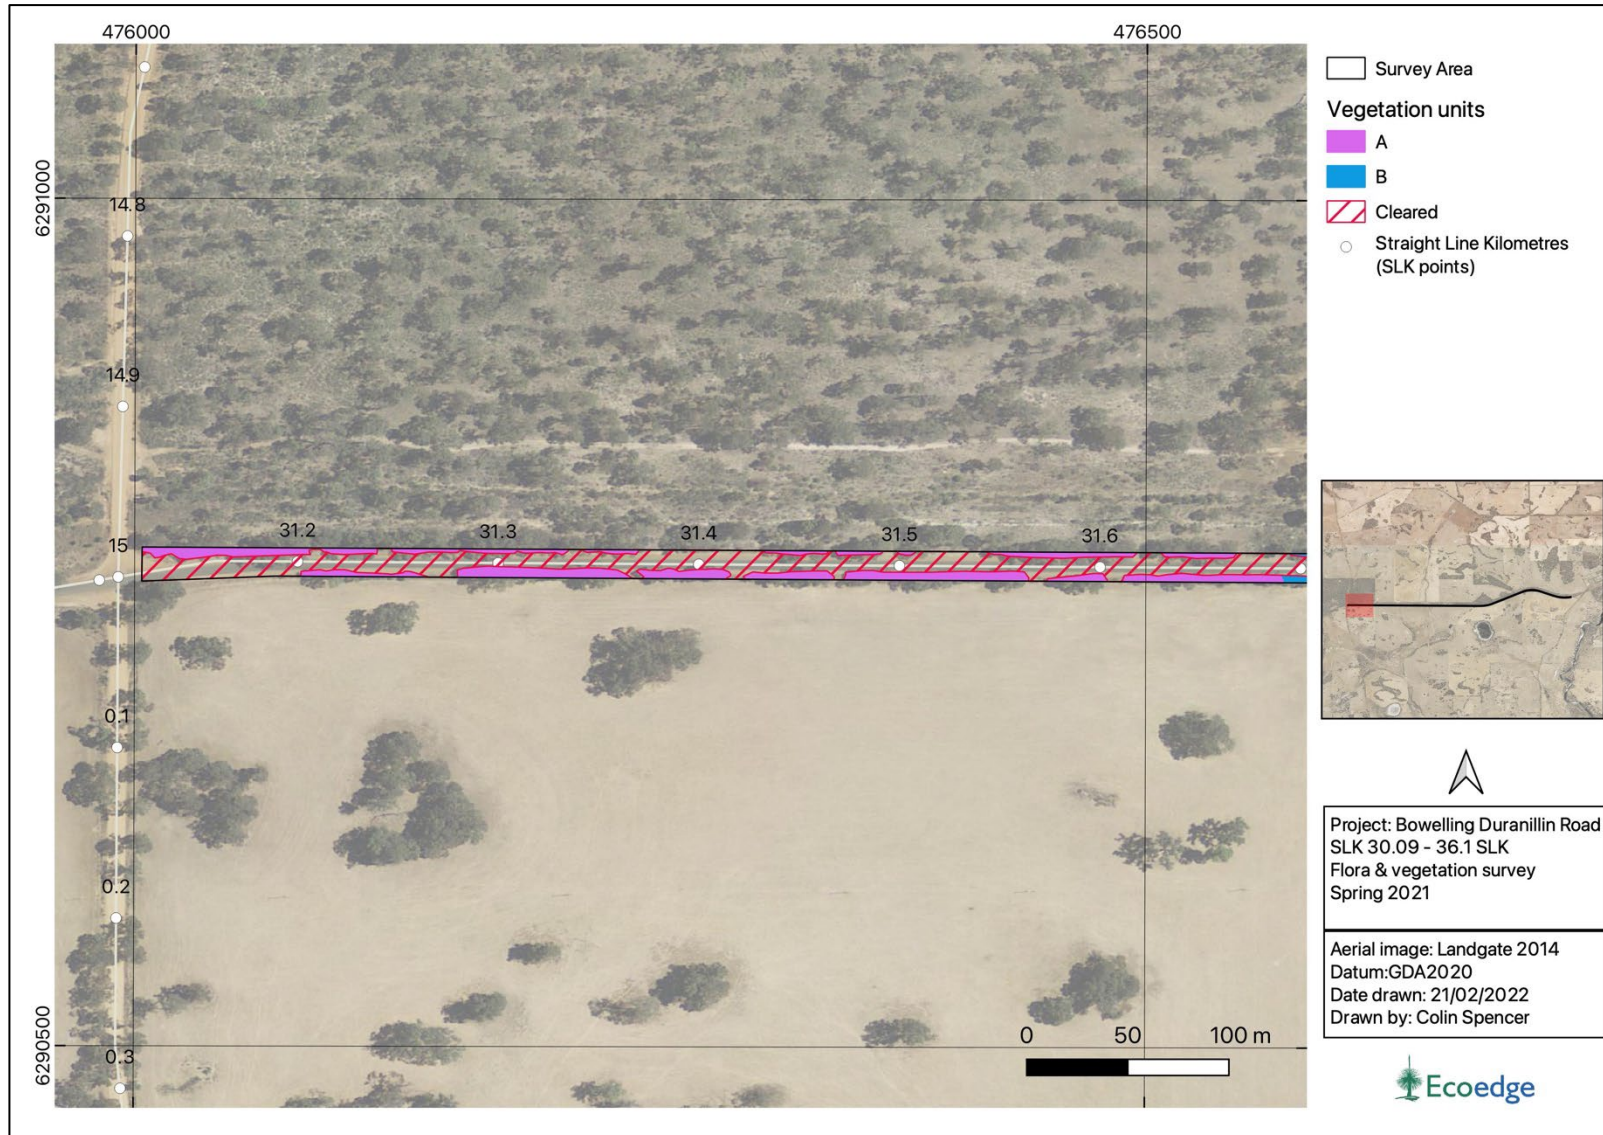 476000
476500
6291000
6290500
14.8
14.9
15
31.2
31.3
31.4
31.5
31.6
0.1
0.2
0.3
0 50 100 m
Survey Area
Vegetation units
A
B
Cleared
Straight Line Kilometres
(SLK points)
Project: Bowelling Duranillin Road
SLK 30.09 - 36.1 SLK
Flora & vegetation survey
Spring 2021
Aerial image: Landgate 2014
Datum:GDA2020
Date drawn: 21/02/2022
Drawn by: Colin Spencer
Ecoedge